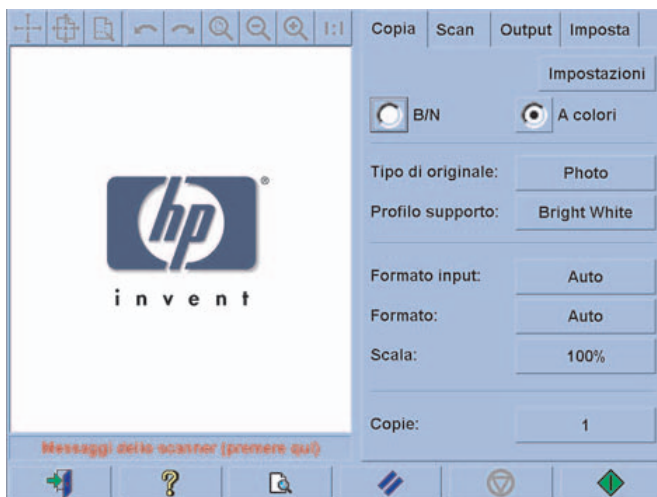 1:1
Copia Scan Output Imposta
Impostazioni
B/N A colori
Tipo di originale: Photo
Profilo supporto: Bright White
hp ®
invent
Formato input: Auto
Formato: Auto
Scala: 100%
Copie: 1
Messaggi dello scanner (premere qui)
?